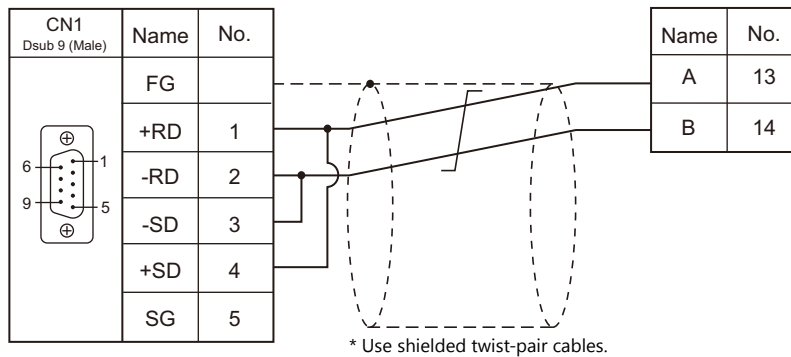 CN1
Dsub 9 (Male)
Name No.
FG
+RD 1
-RD 2
-SD 3
+SD 4
SG 5
6
1
9
5
Name No.
A 13
B 14
* Use shielded twist-pair cables.